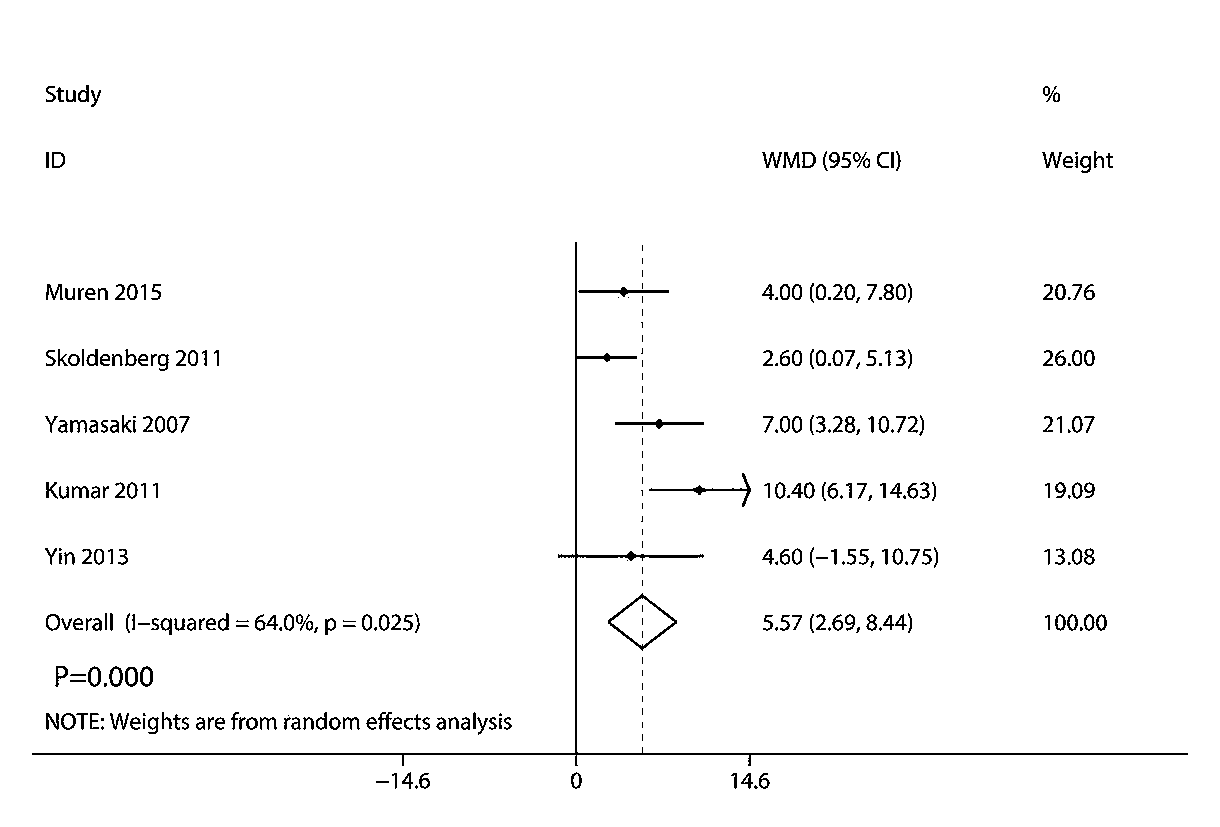 Study %
ID WMD (95% CI) Weight
Muren 2015 4.00 (0.20, 7.80) 20.76
Skoldenberg 2011 2.60 (0.07, 5.13) 26.00
Yamasaki 2007 7.00 (3.28, 10.72) 21.07
Kumar 2011 10.40 (6.17, 14.63) 19.09
Yin 2013 4.60 (−1.55, 10.75) 13.08
Overall (I−squared = 64.0%, p = 0.025) 5.57 (2.69, 8.44) 100.00
P=0.000
NOTE: Weights are from random effects analysis
−14.6 0 14.6